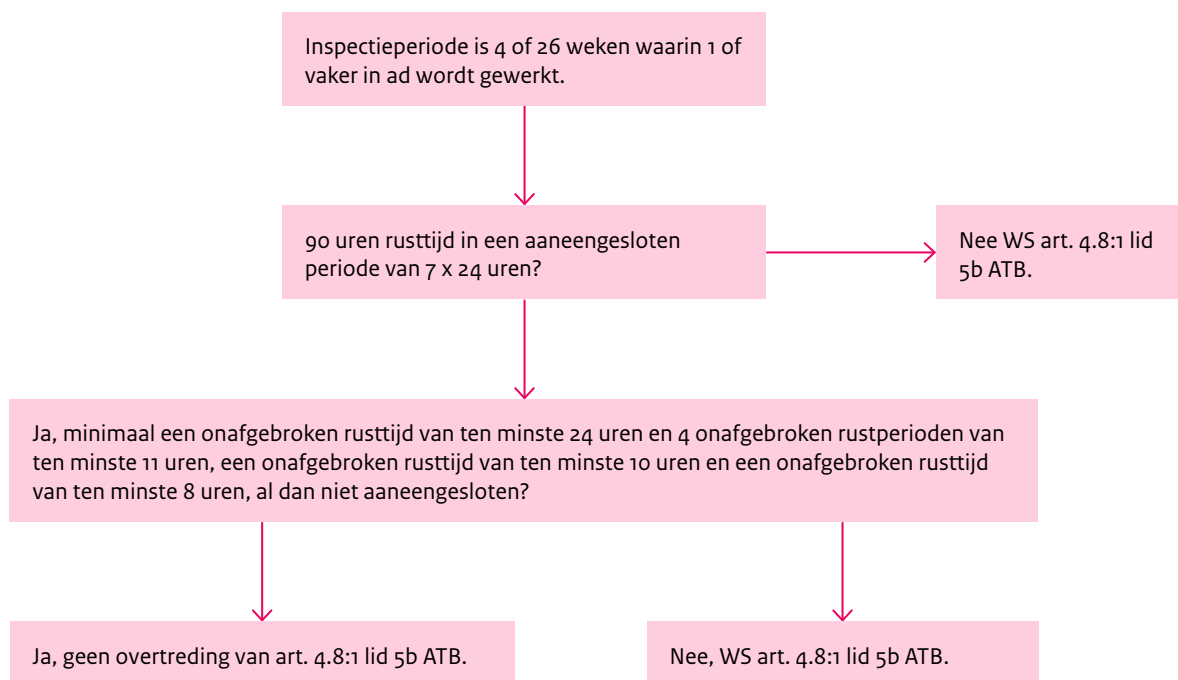 Inspectieperiode is 4 of 26 weken waarin 1 of
vaker in ad wordt gewerkt.
90 uren rusttijd in een aaneengesloten
periode van 7 x 24 uren?
Nee WS art. 4.8:1 lid
5b ATB.
Ja, minimaal een onafgebroken rusttijd van ten minste 24 uren en 4 onafgebroken rustperioden van
ten minste 11 uren, een onafgebroken rusttijd van ten minste 10 uren en een onafgebroken rusttijd
van ten minste 8 uren, al dan niet aaneengesloten?
Ja, geen overtreding van art. 4.8:1 lid 5b ATB.
Nee, WS art. 4.8:1 lid 5b ATB.